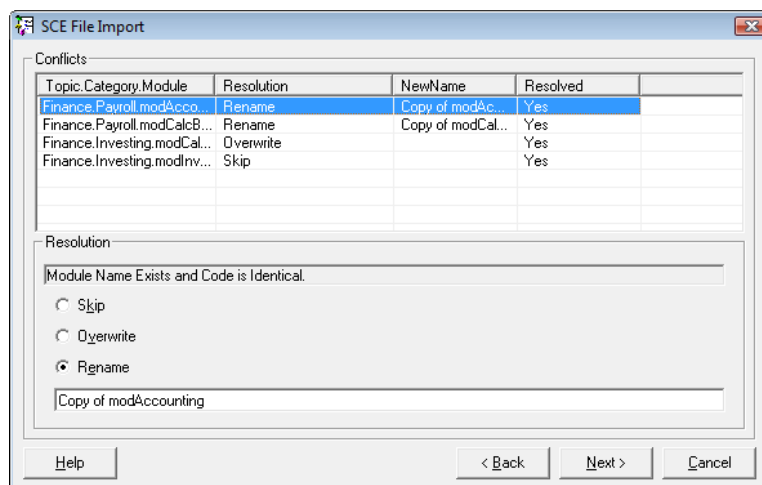 SCE File Import
Conflicts
Topic.Category.Module Resolution NewName Resolved
Finance.Payroll.modAcco... Rename Copy of modAc... Yes
Finance.Payroll.modCalcB... Rename Copy of modCal... Yes
Finance.Investing.modCal... Overwrite Yes
Finance.Investing.modInv... Skip Yes
Resolution
Module Name Exists and Code is Identical.
Skip
Overwrite
Rename
Copy of modAccounting
Help < Back Next > Cancel